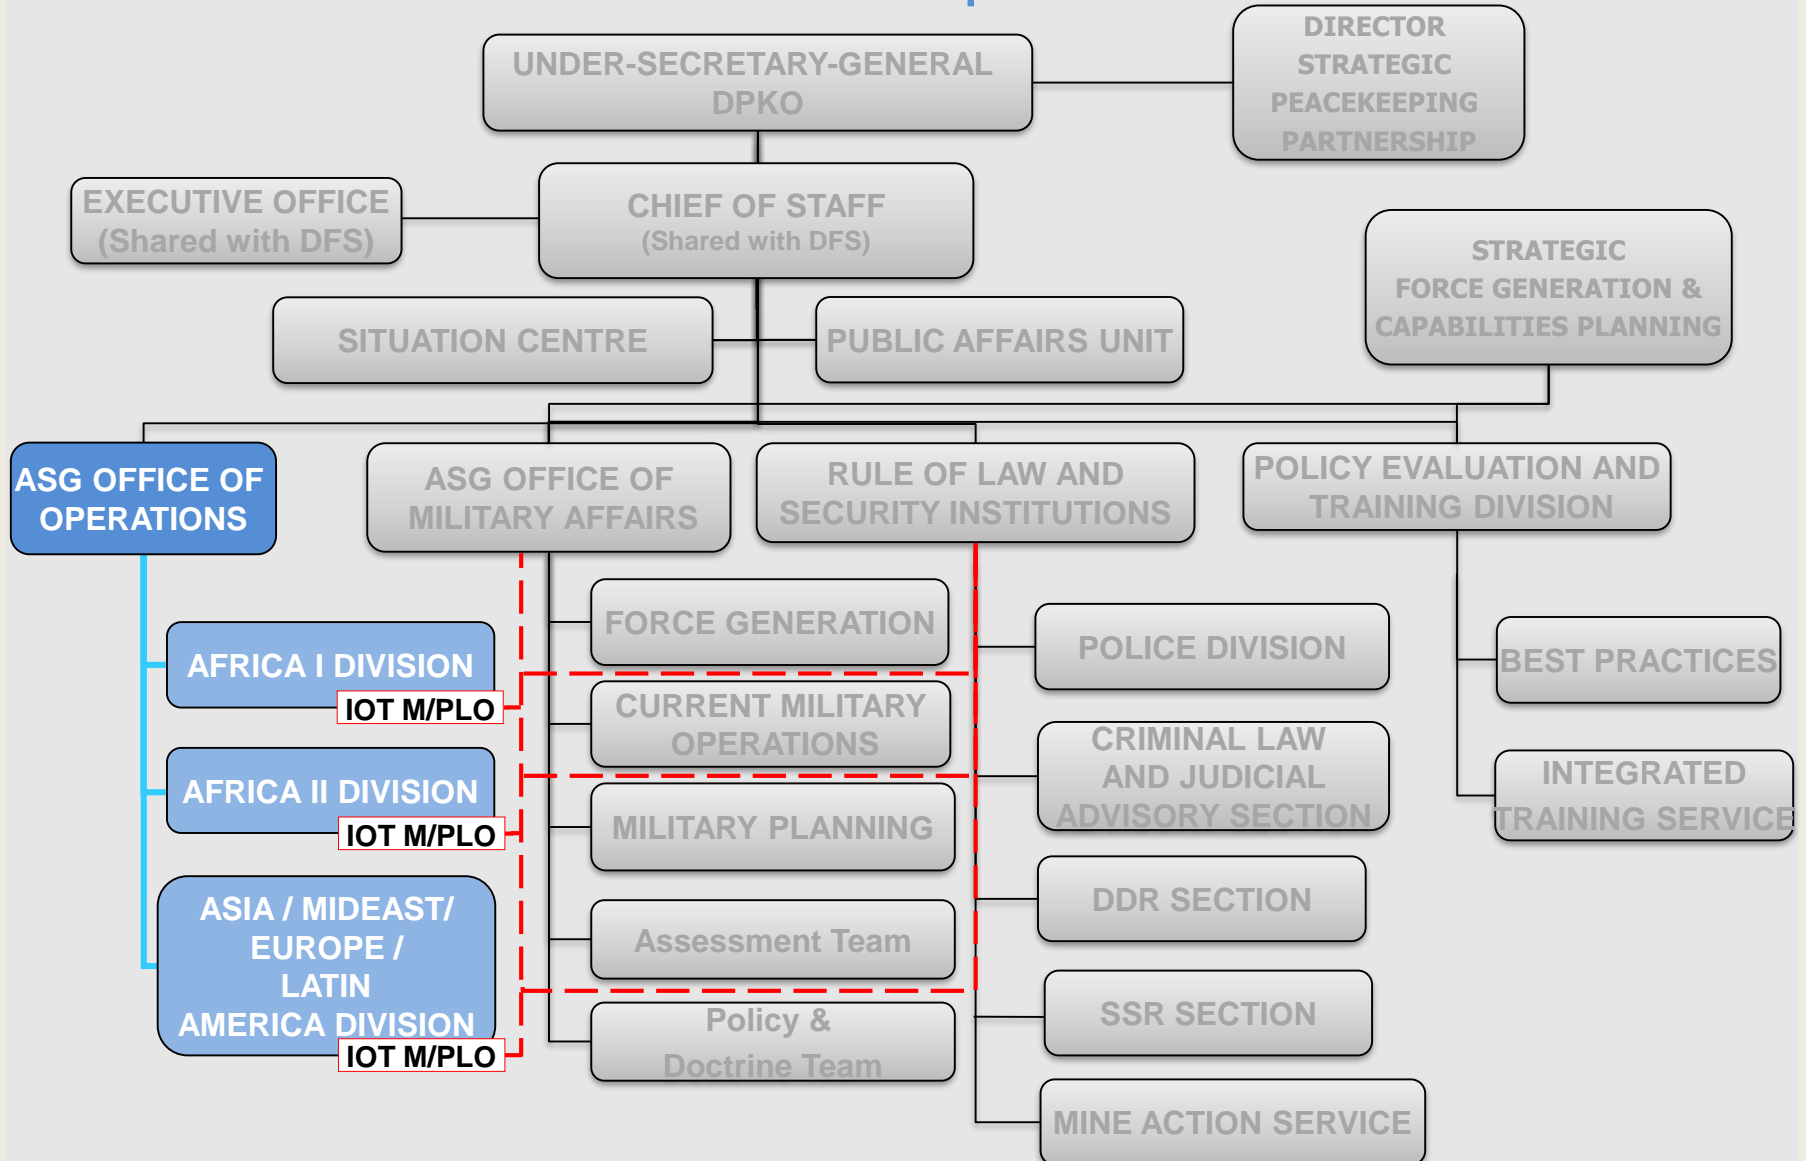 DIRECTOR
STRATEGIC
PEACEKEEPING
PARTNERSHIP
UNDER-SECRETARY-GENERAL
DPKO
EXECUTIVE OFFICE
(Shared with DFS)
CHIEF OF STAFF
(Shared with DFS)
STRATEGIC
FORCE GENERATION &
CAPABILITIES PLANNING
SITUATION CENTRE
PUBLIC AFFAIRS UNIT
ASG OFFICE OF
OPERATIONS
ASG OFFICE OF
MILITARY AFFAIRS
RULE OF LAW AND
SECURITY INSTITUTIONS
POLICY EVALUATION AND
TRAINING DIVISION
AFRICA I DIVISION
IOT M/PLO
AFRICA II DIVISION
IOT M/PLO
ASIA / MIDEAST/
EUROPE /
LATIN
AMERICA DIVISION
IOT M/PLO
FORCE GENERATION
CURRENT MILITARY
OPERATIONS
MILITARY PLANNING
Assessment Team
Policy &
Doctrine Team
POLICE DIVISION
CRIMINAL LAW
AND JUDICIAL
ADVISORY SECTION
DDR SECTION
SSR SECTION
MINE ACTION SERVICE
BEST PRACTICES
INTEGRATED
TRAINING SERVICE